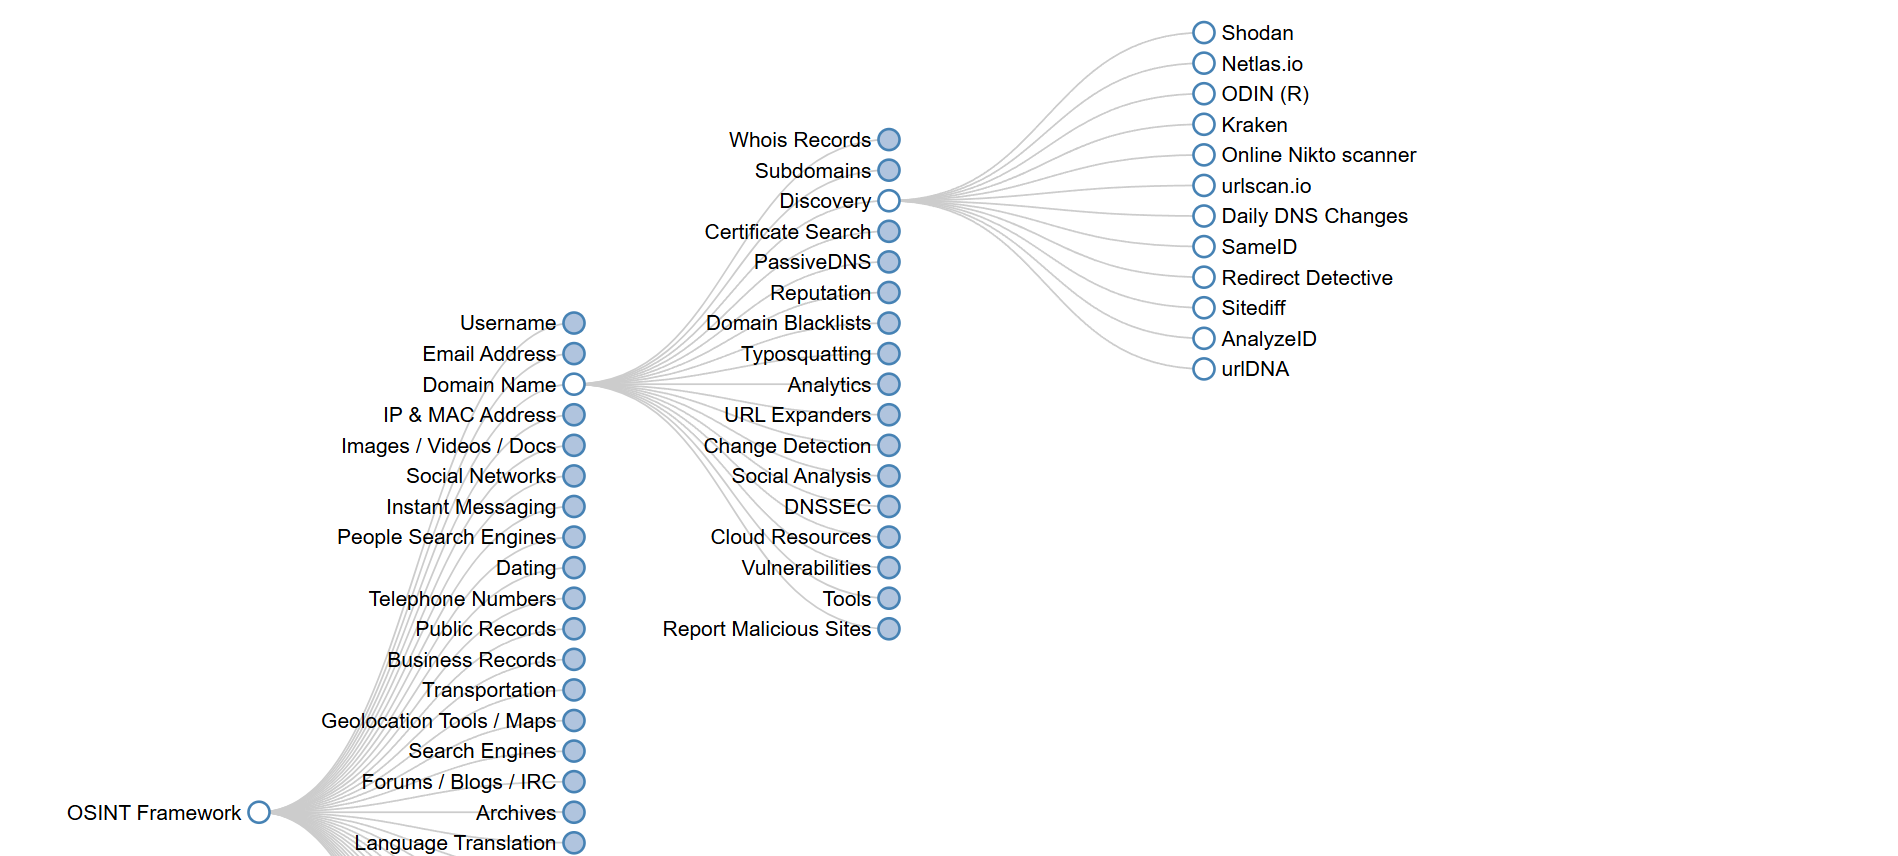 OSINT Framework
Username
Email Address
Domain Name
IP & MAC Address
Images / Videos / Docs
Social Networks
Instant Messaging
People Search Engines
Dating
Telephone Numbers
Public Records
Business Records
Transportation
Geolocation Tools / Maps
Search Engines
Forums / Blogs / IRC
Archives
Language Translation
Whois Records
Subdomains
Discovery
Certificate Search
PassiveDNS
Reputation
Domain Blacklists
Typosquatting
Analytics
URL Expanders
Change Detection
Social Analysis
DNSSEC
Cloud Resources
Vulnerabilities
Tools
Report Malicious Sites
Shodan
Netlas.io
ODIN (R)
Kraken
Online Nikto scanner
urlscan.io
Daily DNS Changes
SameID
Redirect Detective
Sitediff
AnalyzeID
urlDNA